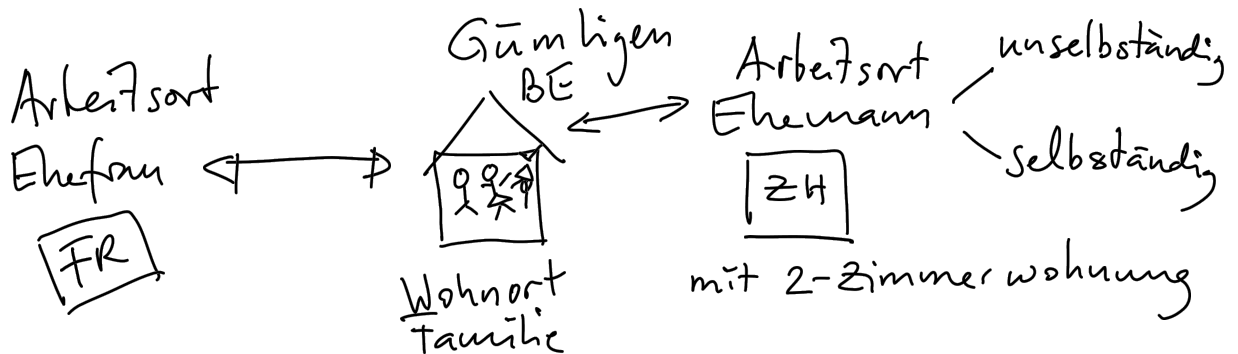 Arbeitsort
Ehefrau
FR
Gümligen
BE
Wohnort
Familie
Arbeitsort
Ehemann
ZH
mit 2-Zimmerwohnung
unselbständig
selbständig